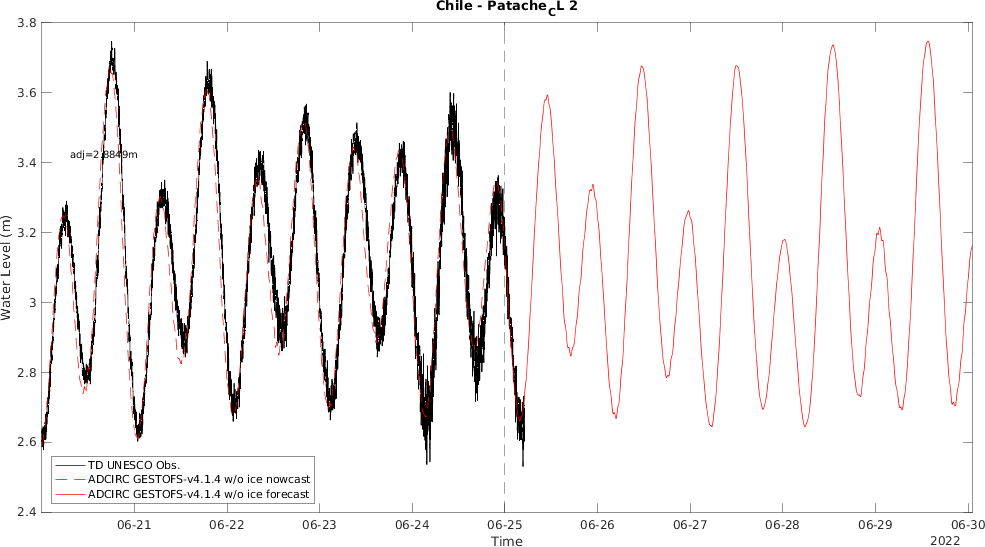 Chile - PatacheCL 2
3.8
3.6
3.4
3.2
3
2.8
2.6
2.4
Water Level (m)
adj=2.8849m
TD UNESCO Obs.
ADCIRC GESTOFS-v4.1.4 w/o ice nowcast
ADCIRC GESTOFS-v4.1.4 w/o ice forecast
06-21 06-22 06-23 06-24 06-25 06-26 06-27 06-28 06-29 06-30
Time
2022